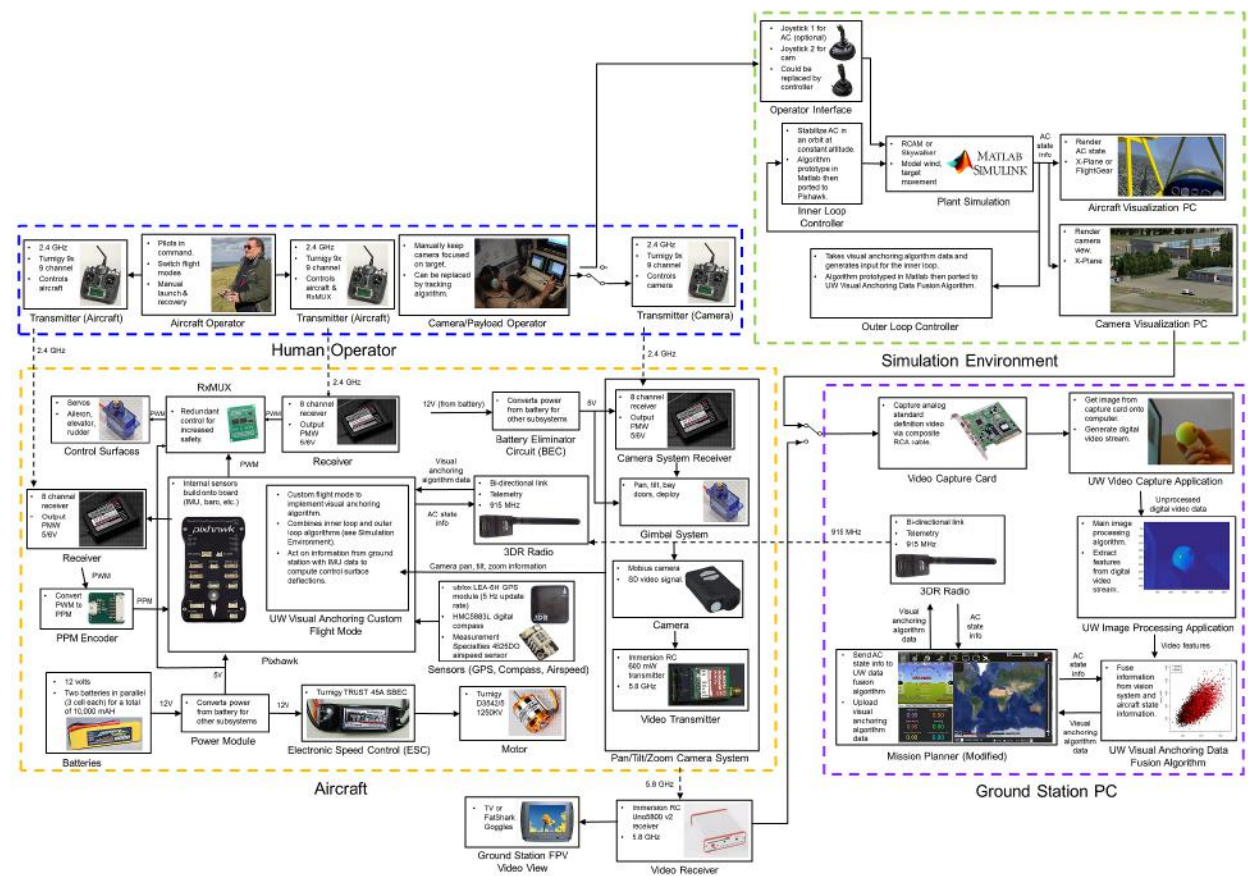 • Joystick 1 for
AC (optional)
• Joystick 2 for
cam
• Could be
replaced by
controller
Operator Interface
• Stabilize AC in
an orbit at
constant altitude.
• Algorithm
prototype in
Matlab then
ported to
Pixhawk.
Inner Loop
Controller
• RCAM or
Skywalker
• Model wind,
target
movement
MATLAB
SIMULINK
Plant Simulation
AC
state
info
• Render
AC state
• X-Plane or
FlightGear
Aircraft Visualization PC
• Render
camera
view.
• X-Plane
Camera Visualization PC
• Takes visual anchoring algorithm data and
generates input for the inner loop.
• Algorithm prototyped in Matlab then ported to
UW Visual Anchoring Data Fusion Algorithm.
Outer Loop Controller
Simulation Environment
• 2.4 GHz
• Turnigy 9x
9 channel
• Controls
aircraft
Transmitter (Aircraft)
• Pilots in
command.
• Switch flight
modes
• Manual
launch &
recovery
Aircraft Operator
• 2.4 GHz
• Turnigy 9x
9 channel
• Controls
aircraft
& RxMUX
Transmitter (Aircraft)
• Manually keep
camera focused
on target.
• Can be replaced
by tracking
algorithm.
Camera/Payload Operator
• 2.4 GHz
• Turnigy 9x
9 channel
• Controls
camera
Transmitter (Camera)
Human Operator
2.4 GHz
2.4 GHz
2.4 GHz
RxMUX
• Servos
• Aileron,
elevator,
rudder
Control Surfaces
PWM
• Redundant
control for
increased
safety.
PWM
• 8 channel
receiver
• Output
PMW
5/6V
Receiver
PWM
12V (from battery)
• Converts power
from battery for
other subsystems
Battery Eliminator
Circuit (BEC)
5V
• 8 channel
receiver
• Output
PMW
5/6V
Camera System Receiver
• Pan, tilt, bay
doors, deploy
Gimbal System
• Mobius camera
• SD video signal.
Camera
• Immersion RC
600 mW
transmitter
• 5.8 GHz
Video Transmitter
Pan/Tilt/Zoom Camera System
• 8 channel
receiver
• Output
PMW
5/6V
Receiver
PWM
• Convert
PWM to
PPM
PPM Encoder
PPM
• Internal sensors
build onto board
(IMU, baro, etc.)
pixhawk
• Custom flight mode to
implement visual anchoring
algorithm.
• Combines inner loop and outer
loop algorithms (see Simulation
Environment).
• Act on information from ground
station with IMU data to
compute control surface
deflections.
UW Visual Anchoring Custom
Flight Mode
Pixhawk
Visual
anchoring
algorithm data
AC state
info
• Bi-directional link
• Telemetry
• 915 MHz
3DR Radio
Camera pan, tilt, zoom information
• ublox LEA-6H GPS
module (5 Hz update
rate)
• HMC5883L digital
compass
• Measurement
Specialties 4525DO
airspeed sensor
3DR
Sensors (GPS, Compass, Airspeed)
5V
• 12 volts
• Two batteries in parallel
(3 cell each) for a total
of 10,000 mAH
Batteries
12V
• Converts power
from battery for
other subsystems
Power Module
12V
Turnigy TRUST 45A SBEC
Electronic Speed Control (ESC)
• Turnigy
D3542/5
1250KV
Motor
Aircraft
5.8 GHz
• TV or
FatShark
Goggles
Ground Station FPV
Video View
• Immersion RC
Uno5800 v2
receiver
• 5.8 GHz
Video Receiver
• Capture analog
standard
definition video
via composite
RCA cable.
Video Capture Card
• Get image from
capture card onto
computer.
• Generate digital
video stream.
UW Video Capture Application
Unprocessed
digital video data
• Main image
processing
algorithm.
• Extract
features
from digital
video
stream.
UW Image Processing Application
Video features
915 MHz
• Bi-directional link
• Telemetry
• 915 MHz
3DR Radio
Visual
anchoring
algorithm
data
AC
state
info
• Send AC
state info to
UW data
fusion
algorithm
• Upload
visual
anchoring
algorithm
data
Mission Planner (Modified)
AC
state
info
Visual
anchoring
algorithm
data
• Fuse
information
from vision
system and
aircraft state
information.
UW Visual Anchoring Data
Fusion Algorithm
Ground Station PC